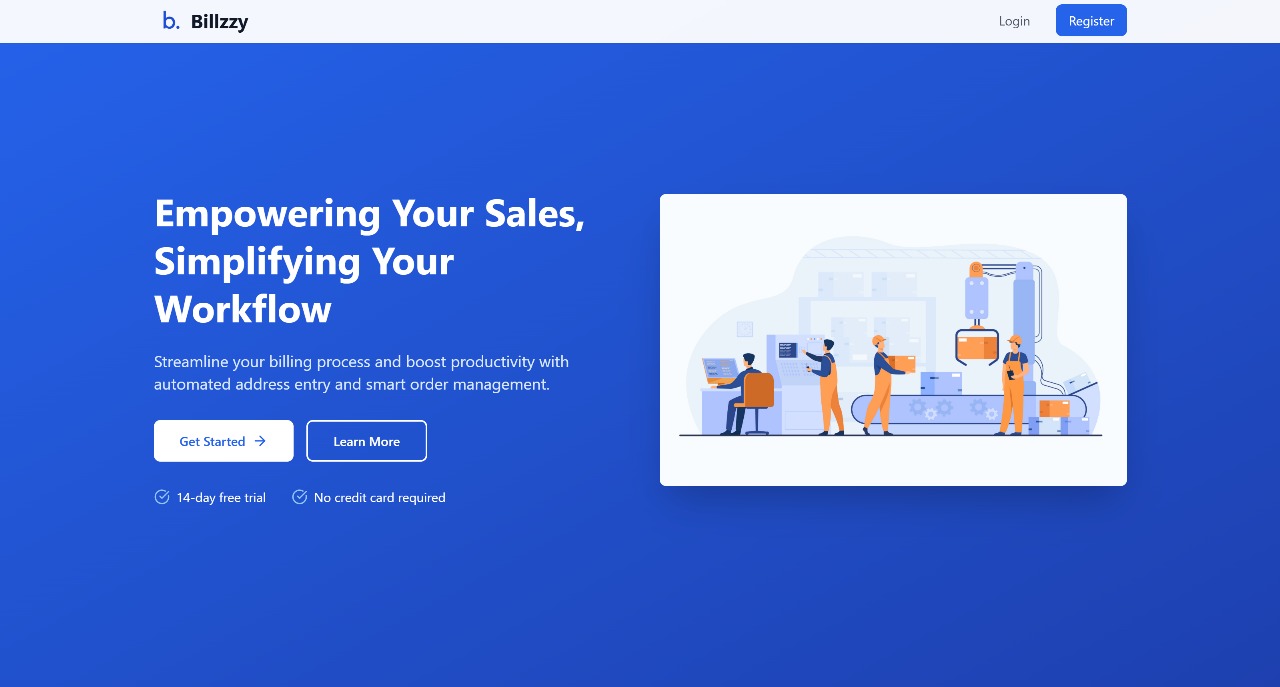 b. Billzzy
Login
Register
Empowering Your Sales,
Simplifying Your
Workflow
Streamline your billing process and boost productivity with
automated address entry and smart order management.
Get Started
Learn More
14-day free trial
No credit card required